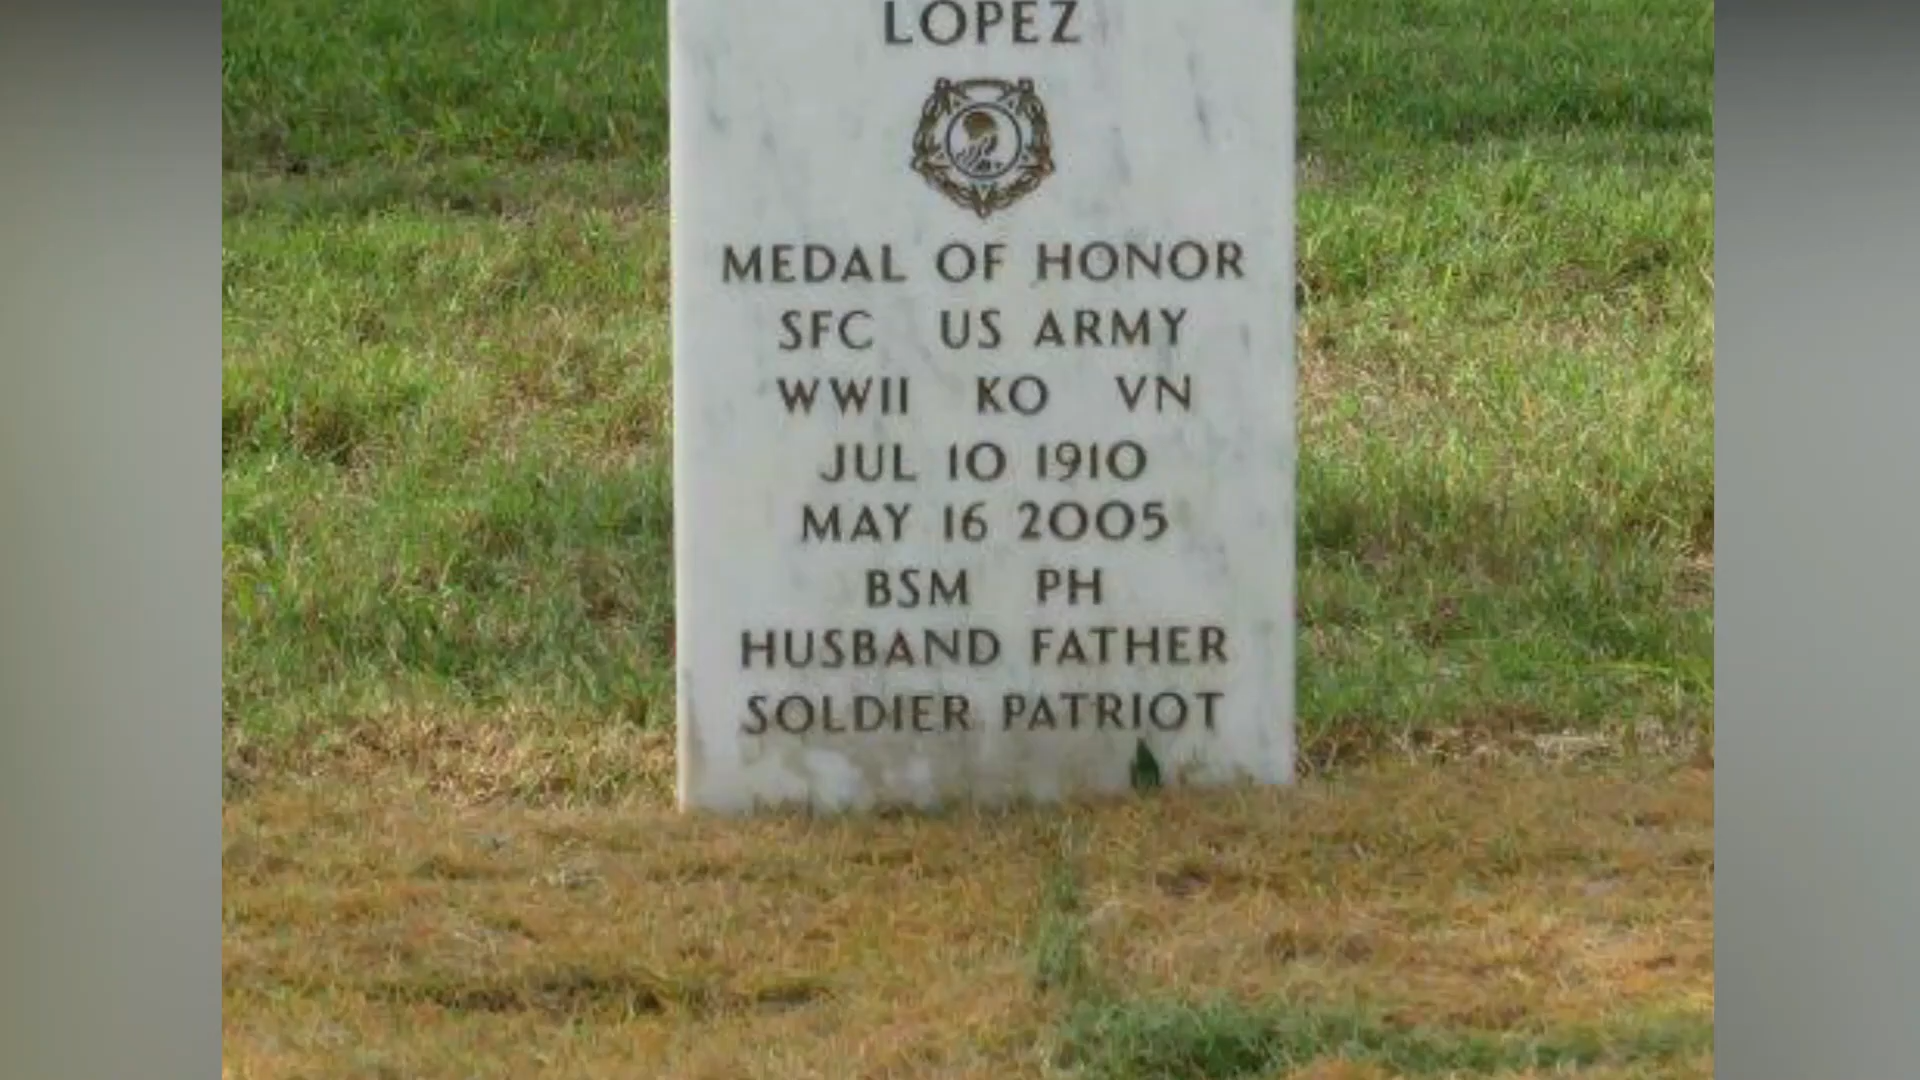 LOPEZ
MEDAL OF HONOR
SFC US ARMY
WWII KO VN
JUL 10 1910
MAY 16 2005
BSM PH
HUSBAND FATHER
SOLDIER PATRIOT